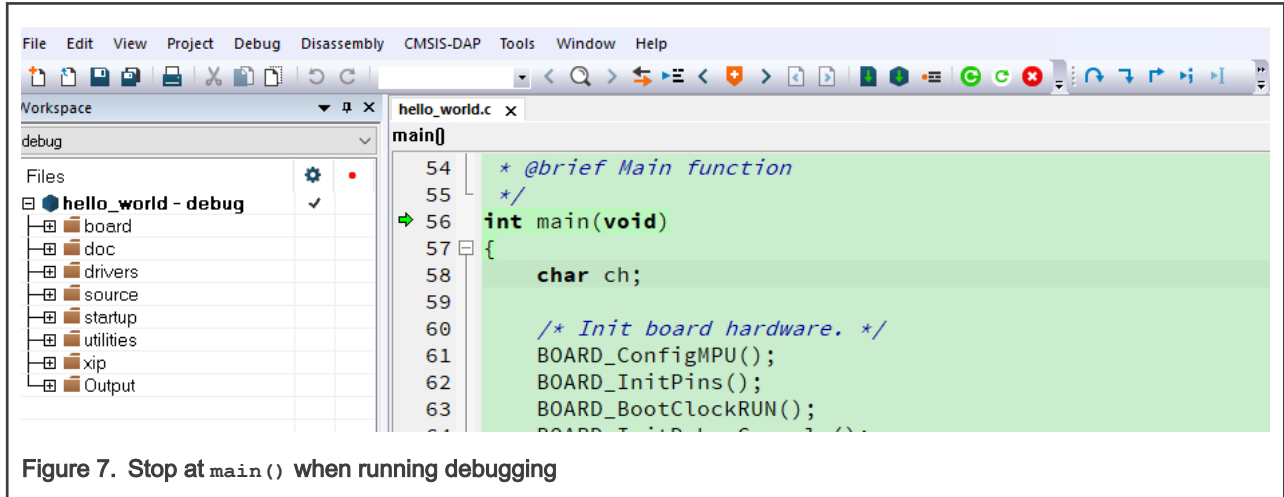 File Edit View Project Debug Disassembly CMSIS-DAP Tools Window Help
Workspace
hello_world.c
debug
main()
Files
hello_world - debug
board
doc
drivers
source
startup
utilities
xip
Output
54 * @brief Main function
55 */
56 int main(void)
57 {
58 char ch;
59
60 /* Init board hardware. */
61 BOARD_ConfigMPU();
62 BOARD_InitPins();
63 BOARD_BootClockRUN();
Figure 7. Stop at main() when running debugging